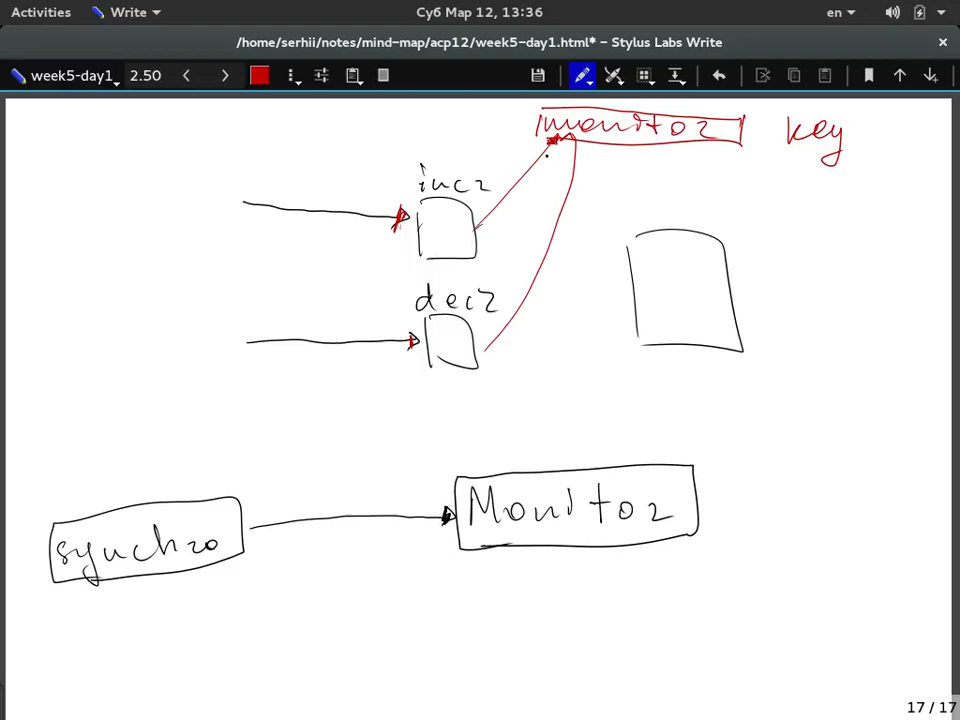 Activities Write Суб Мар 12, 13:36 en
/home/serhii/notes/mind-map/acp12/week5-day1.html* – Stylus Labs Write
week5-day1 2.50
monitor key
incr
decr
Monitor
synchro
17 / 17